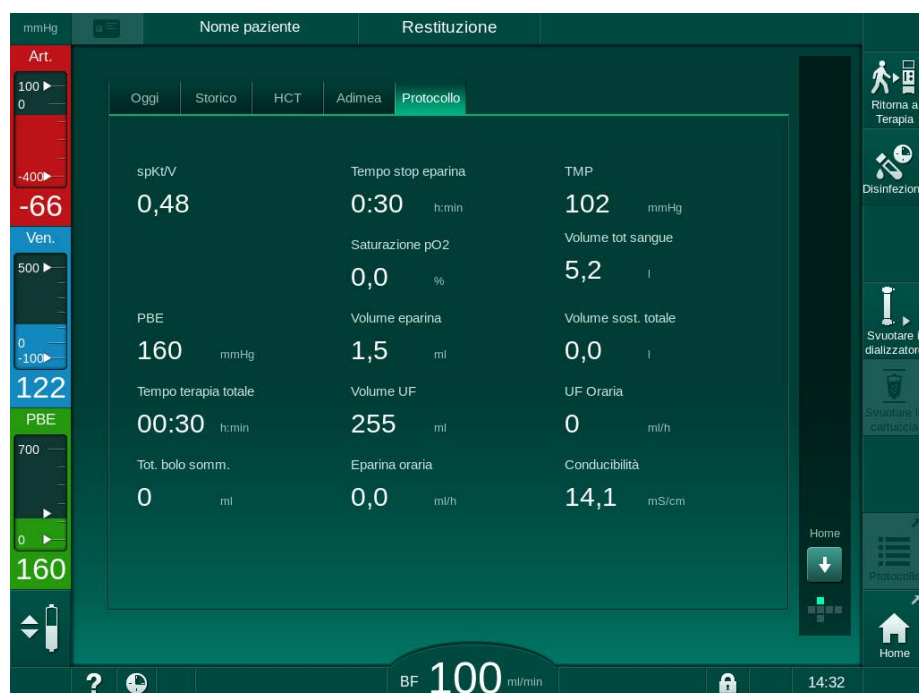 mmHg
Nome paziente
Restituzione
Art.
100
0
-400
-66
Ven.
500
0
-100
122
PBE
700
0
160
Oggi
Storico
HCT
Adimea
Protocollo
spKt/V
Tempo stop eparina
TMP
0,48
0:30 h:min
102 mmHg
Saturazione pO2
Volume tot sangue
0,0 %
5,2 l
PBE
Volume eparina
Volume sost. totale
160 mmHg
1,5 ml
0,0 l
Tempo terapia totale
Volume UF
UF Oraria
00:30 h:min
255 ml
0 ml/h
Tot. bolo somm.
Eparina oraria
Conducibilità
0 ml
0,0 ml/h
14,1 mS/cm
Home
Ritorna a
Terapia
Disinfezion
Svuotare i
dializzator
Svuotare l
cartuccia
Protocollo
Home
?
BF 100 ml/min
14:32